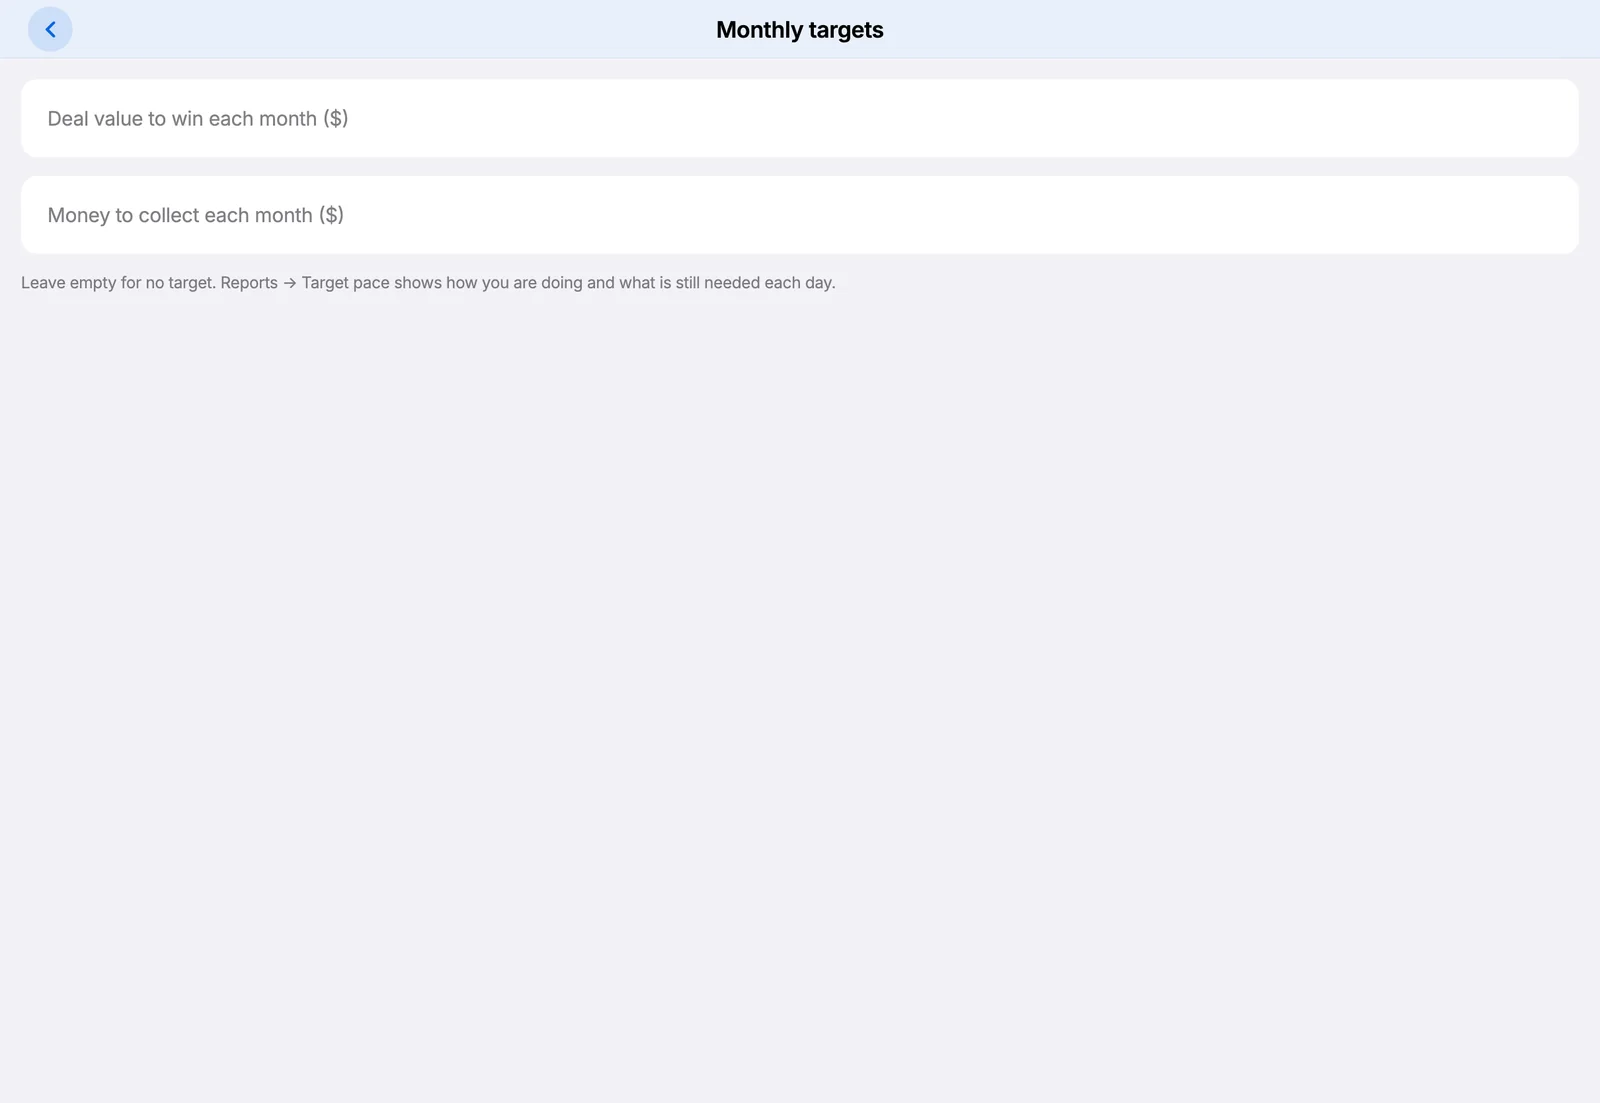 Monthly targets
Deal value to win each month ($)
Money to collect each month ($)
Leave empty for no target. Reports → Target pace shows how you are doing and what is still needed each day.